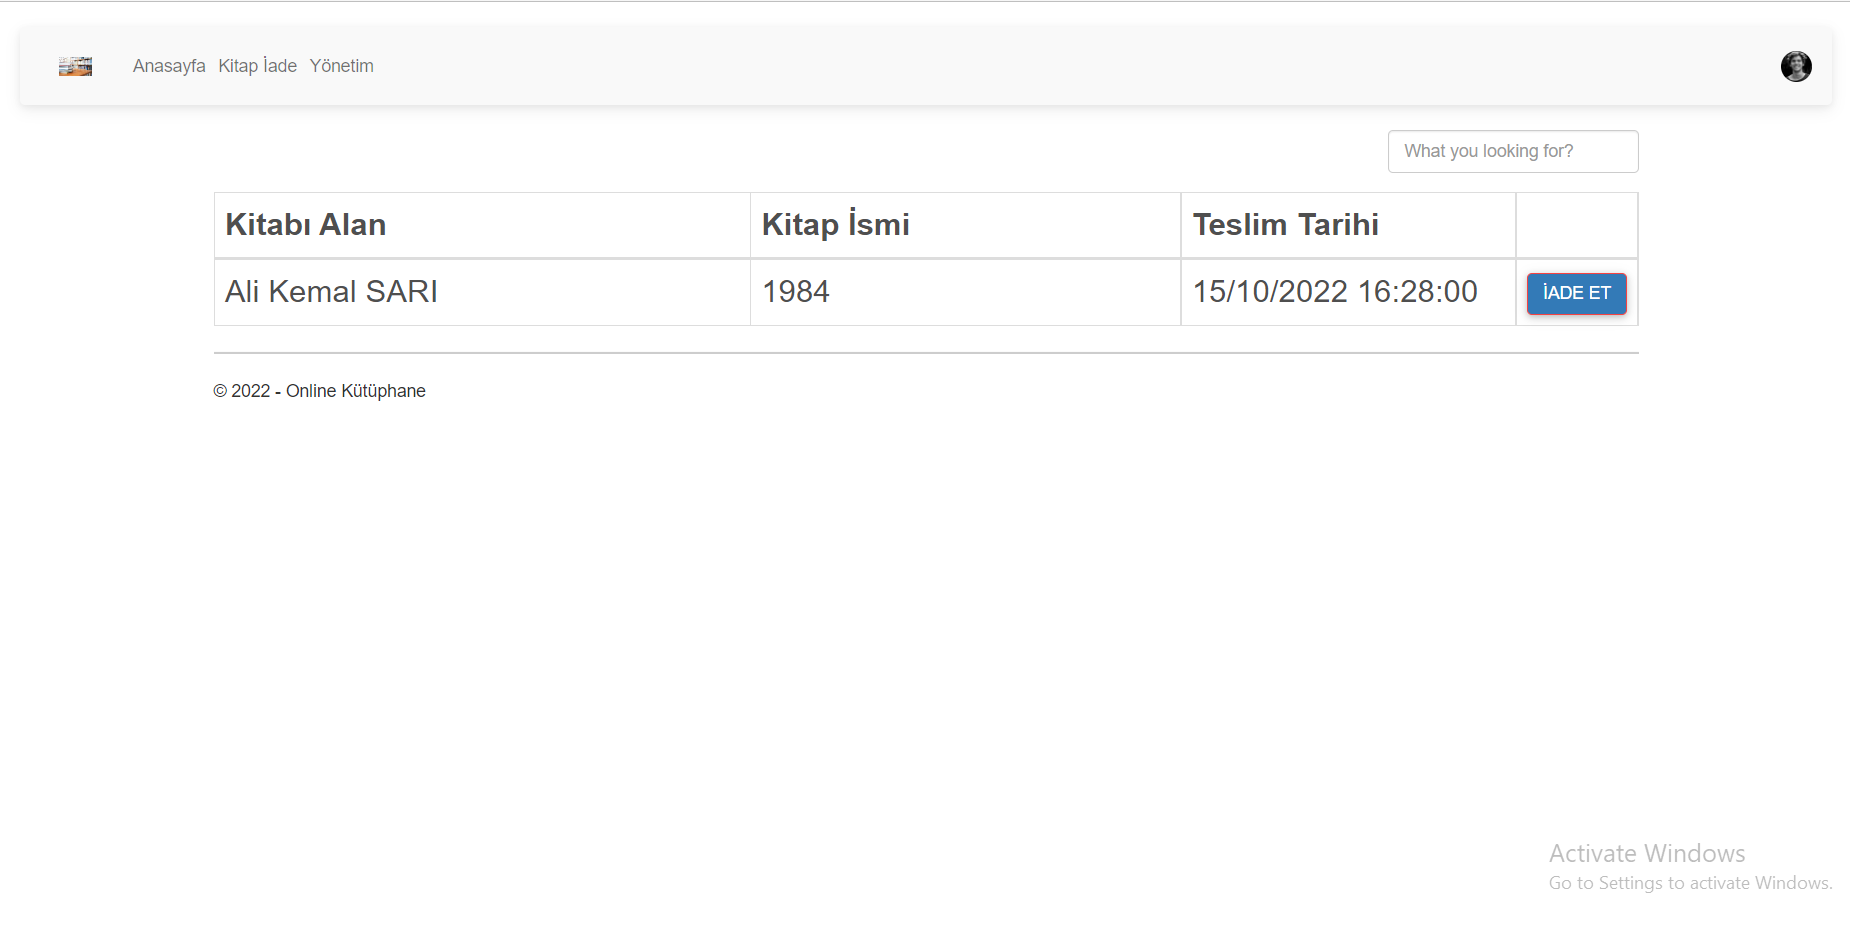 Anasayfa Kitap İade Yönetim
What you looking for?
Kitabı Alan Kitap İsmi Teslim Tarihi
Ali Kemal SARI 1984 15/10/2022 16:28:00 İADE ET
© 2022 - Online Kütüphane
Activate Windows
Go to Settings to activate Windows.